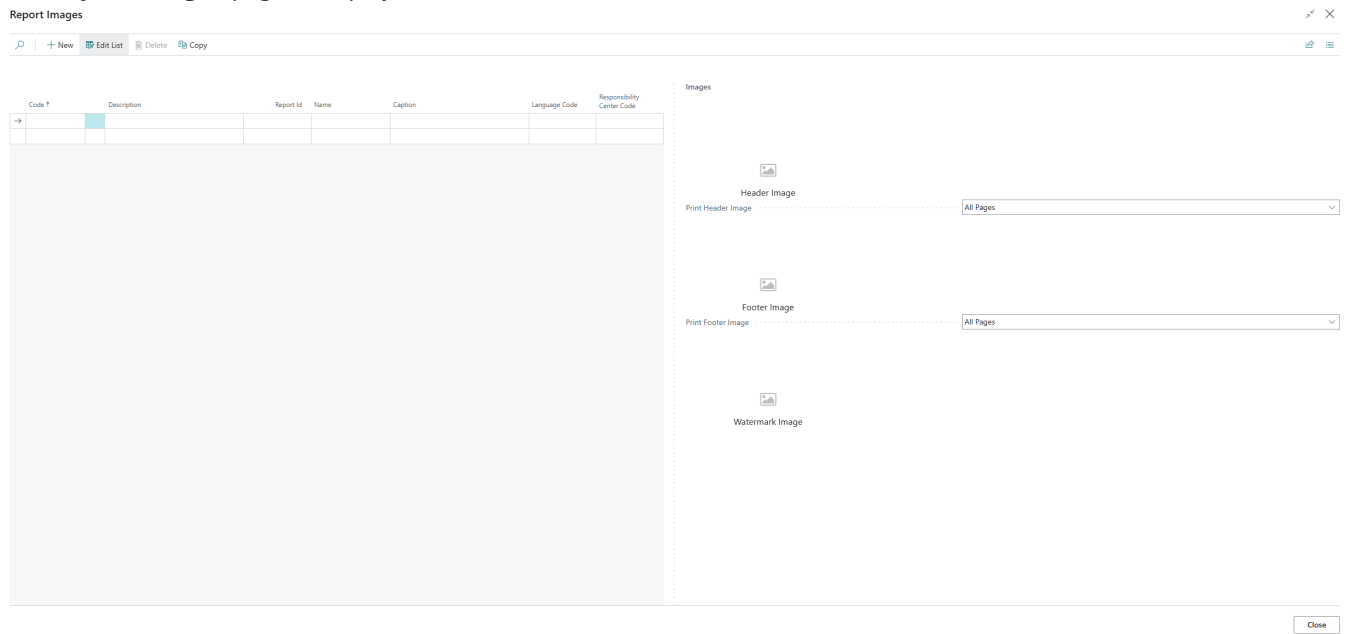 Report Images
New Edit List Delete Copy
Code ↑ Description Report Id Name Caption Language Code Responsibility Center Code
Images
Header Image
Print Header Image All Pages
Footer Image
Print Footer Image All Pages
Watermark Image
Close